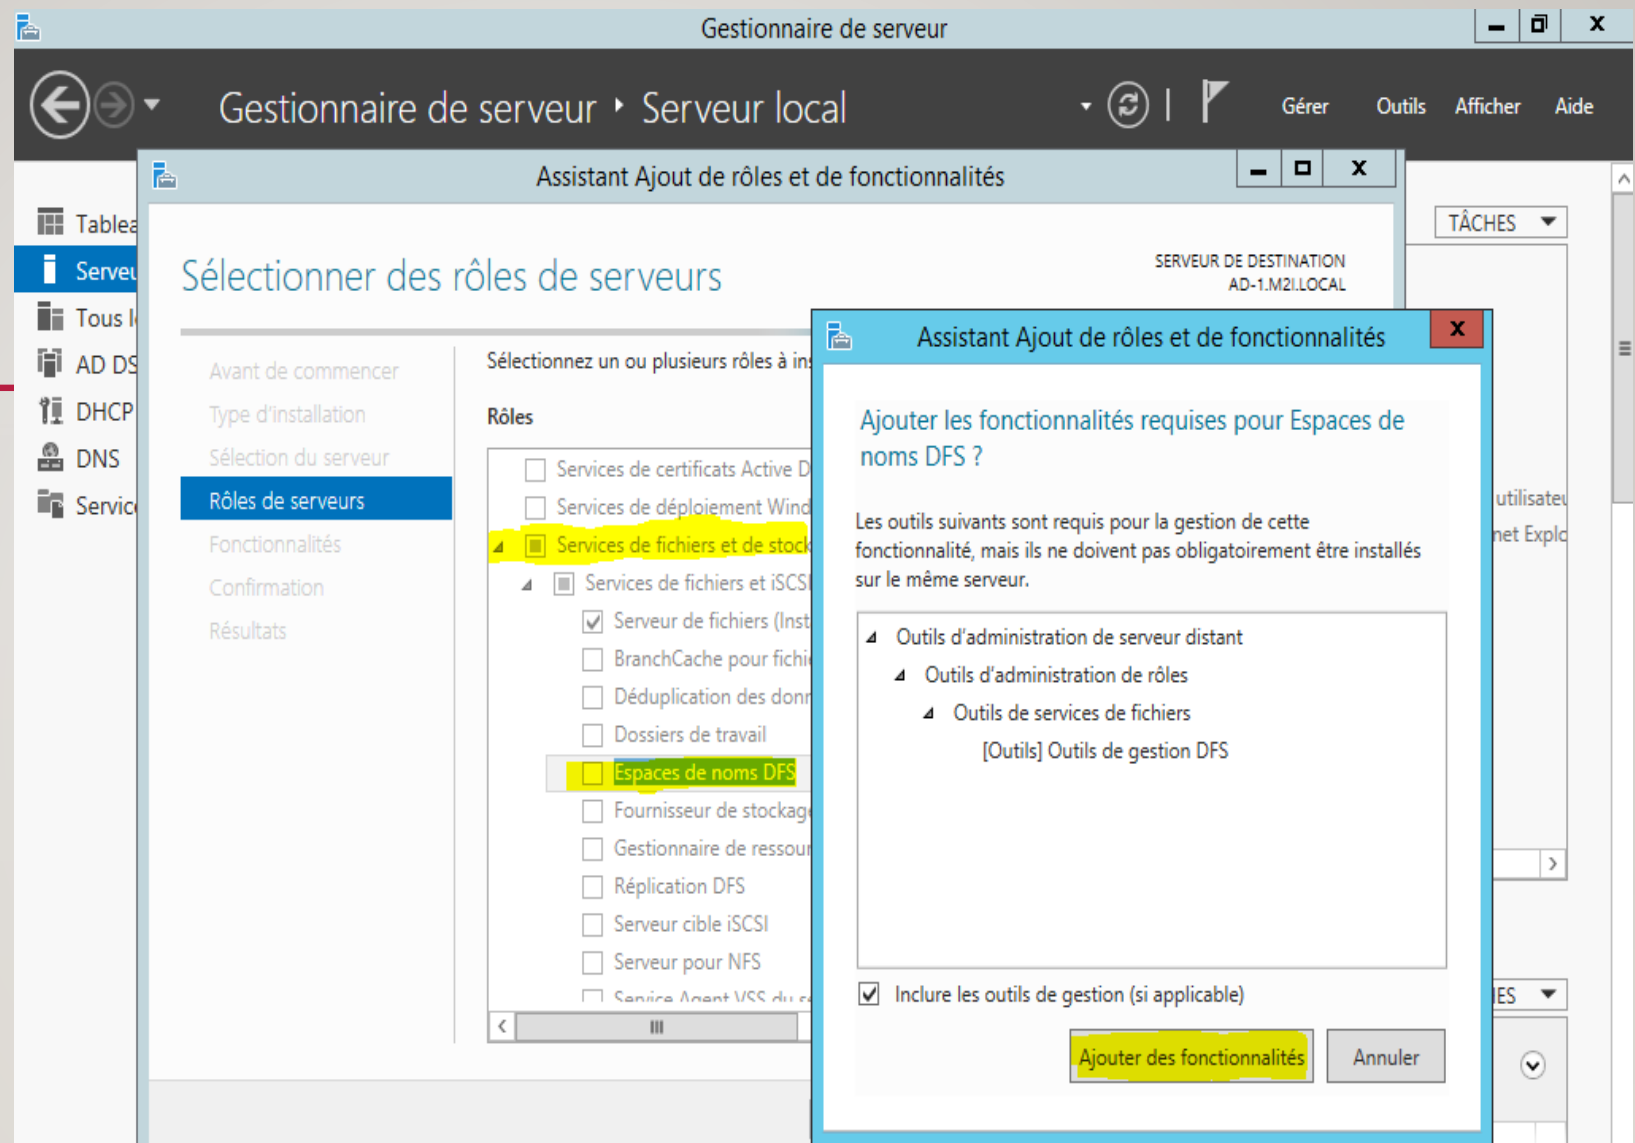 Gestionnaire de serveur
Gestionnaire de serveur • Serveur local
Gérer Outils Afficher Aide
Assistant Ajout de rôles et de fonctionnalités
TÂCHES
Tablea
Serveu
Tous l
AD DS
DHCP
DNS
Servic
Sélectionner des rôles de serveurs
SERVEUR DE DESTINATION
AD-1.M2I.LOCAL
Avant de commencer
Type d'installation
Sélection du serveur
Rôles de serveurs
Fonctionnalités
Confirmation
Résultats
Sélectionnez un ou plusieurs rôles à ins
Rôles
Services de certificats Active D
Services de déploiement Wind
Services de fichiers et de stock
Services de fichiers et iSCSI
Serveur de fichiers (Inst
BranchCache pour fichi
Déduplication des donn
Dossiers de travail
Espaces de noms DFS
Fournisseur de stockage
Gestionnaire de ressour
Réplication DFS
Serveur cible iSCSI
Serveur pour NFS
Service Agent VSS du se
Assistant Ajout de rôles et de fonctionnalités
Ajouter les fonctionnalités requises pour Espaces de
noms DFS ?
Les outils suivants sont requis pour la gestion de cette
fonctionnalité, mais ils ne doivent pas obligatoirement être installés
sur le même serveur.
Outils d'administration de serveur distant
Outils d'administration de rôles
Outils de services de fichiers
[Outils] Outils de gestion DFS
Inclure les outils de gestion (si applicable)
Ajouter des fonctionnalités Annuler
utilisateu
net Explo
ES